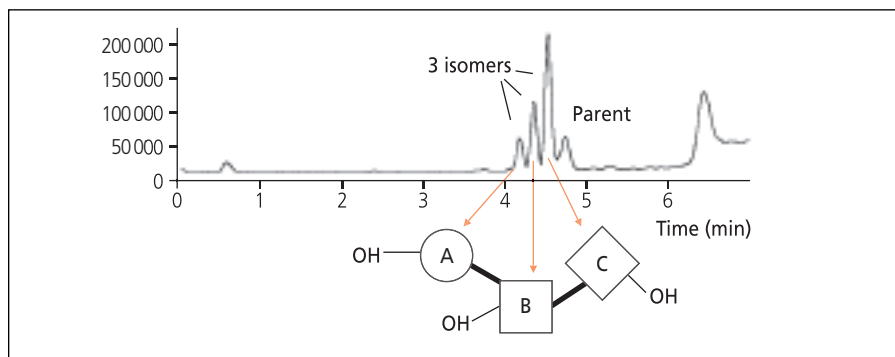 200 000
150 000
100 000
50 000
0
3 isomers
Parent
0 1 2 3 4 5 6
Time (min)
OH A
B
OH
C
OH